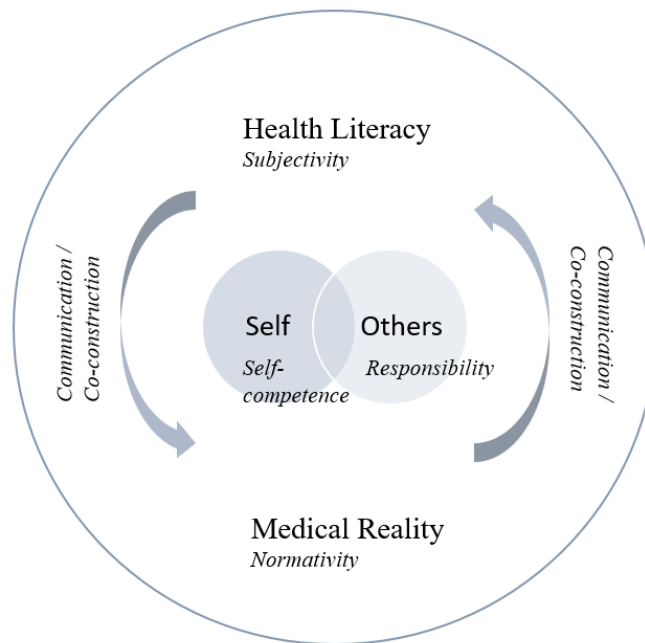 Health Literacy
Subjectivity
Communication /
Co-construction
Self
Self-
competence
Others
Responsibility
Communication /
Co-construction
Medical Reality
Normativity